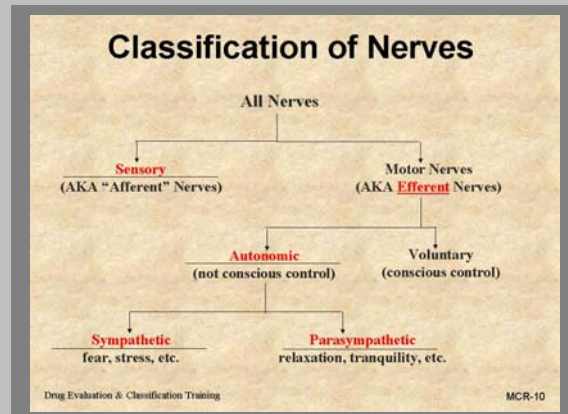 Classification of Nerves
All Nerves
Sensory
(AKA “Afferent” Nerves)
Motor Nerves
(AKA Efferent Nerves)
Autonomic
(not conscious control)
Voluntary
(conscious control)
Sympathetic
fear, stress, etc.
Parasympathetic
relaxation, tranquility, etc.
Drug Evaluation & Classification Training
MCR-10